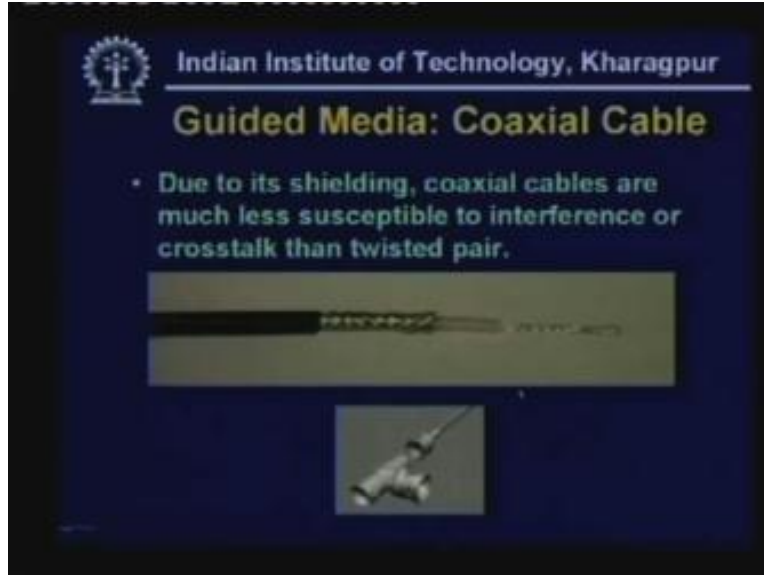 Indian Institute of Technology, Kharagpur
Guided Media: Coaxial Cable
• Due to its shielding, coaxial cables are
much less susceptible to interference or
crosstalk than twisted pair.